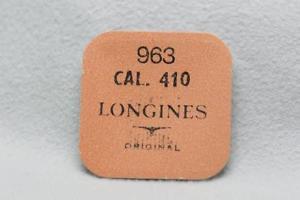 963
CAL. 410
LONGINES
ORIGINAL